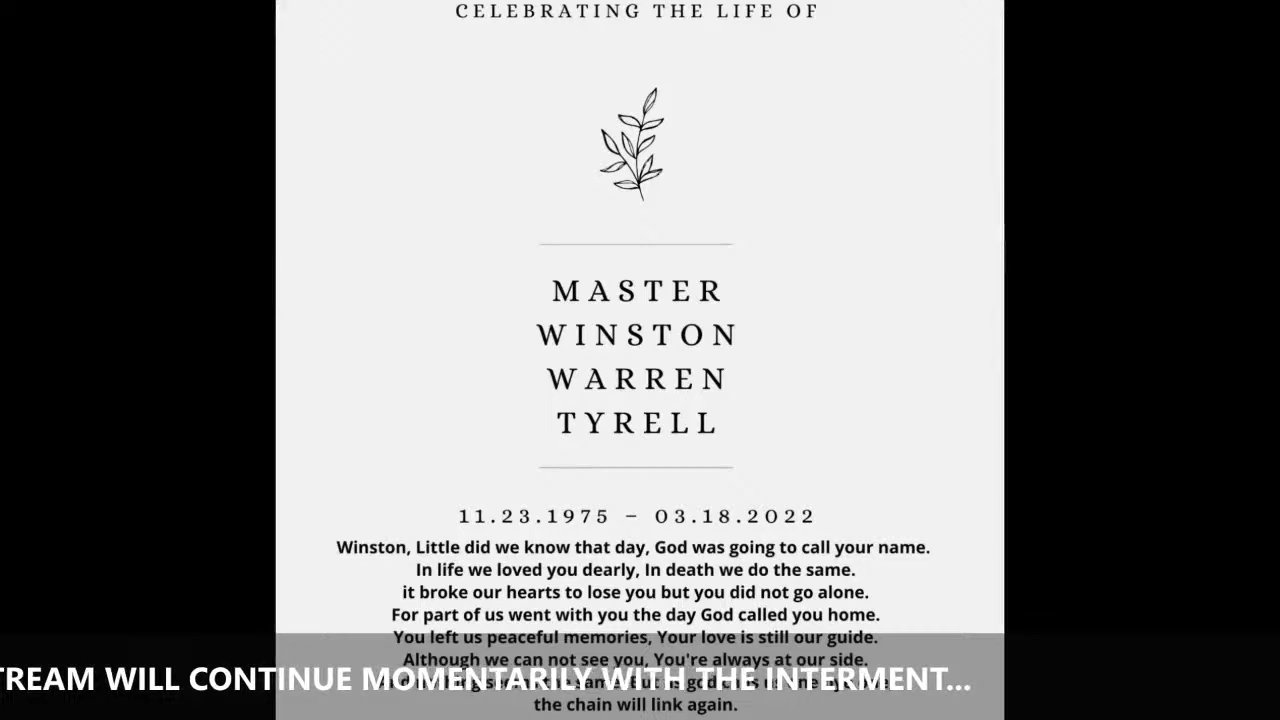 CELEBRATING THE LIFE OF
MASTER
WINSTON
WARREN
TYRELL
11.23.1975 – 03.18.2022
Winston, Little did we know that day, God was going to call your name.
In life we loved you dearly, In death we do the same.
it broke our hearts to lose you but you did not go alone.
For part of us went with you the day God called you home.
You left us peaceful memories, Your love is still our guide.
Although we can not see you, You're always at our side.
TREAM WILL CONTINUE MOMENTARILY WITH THE INTERMENT...
the chain will link again.